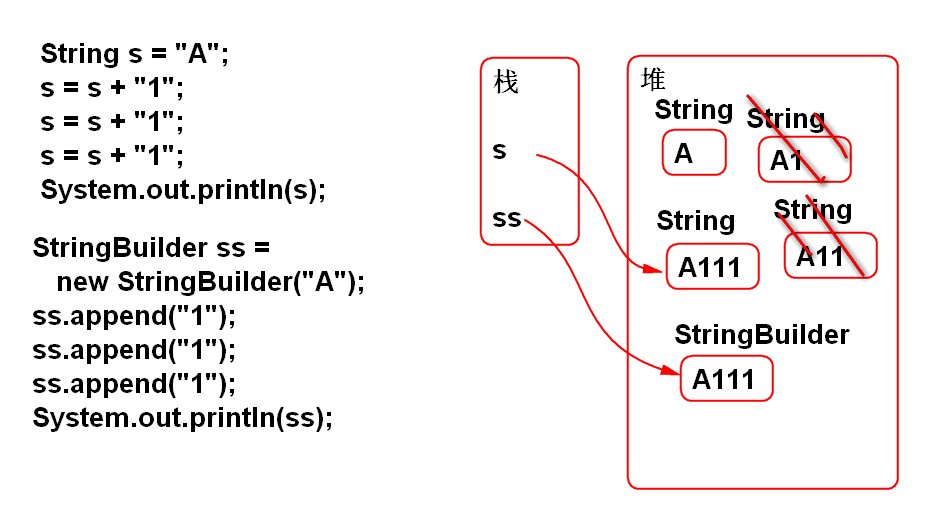 String s = "A";
s = s + "1";
s = s + "1";
s = s + "1";
System.out.println(s);
StringBuilder ss =
new StringBuilder("A");
ss.append("1");
ss.append("1");
ss.append("1");
System.out.println(ss);
栈
s
ss
堆
String
A
String
A1
String
A111
String
A11
StringBuilder
A111